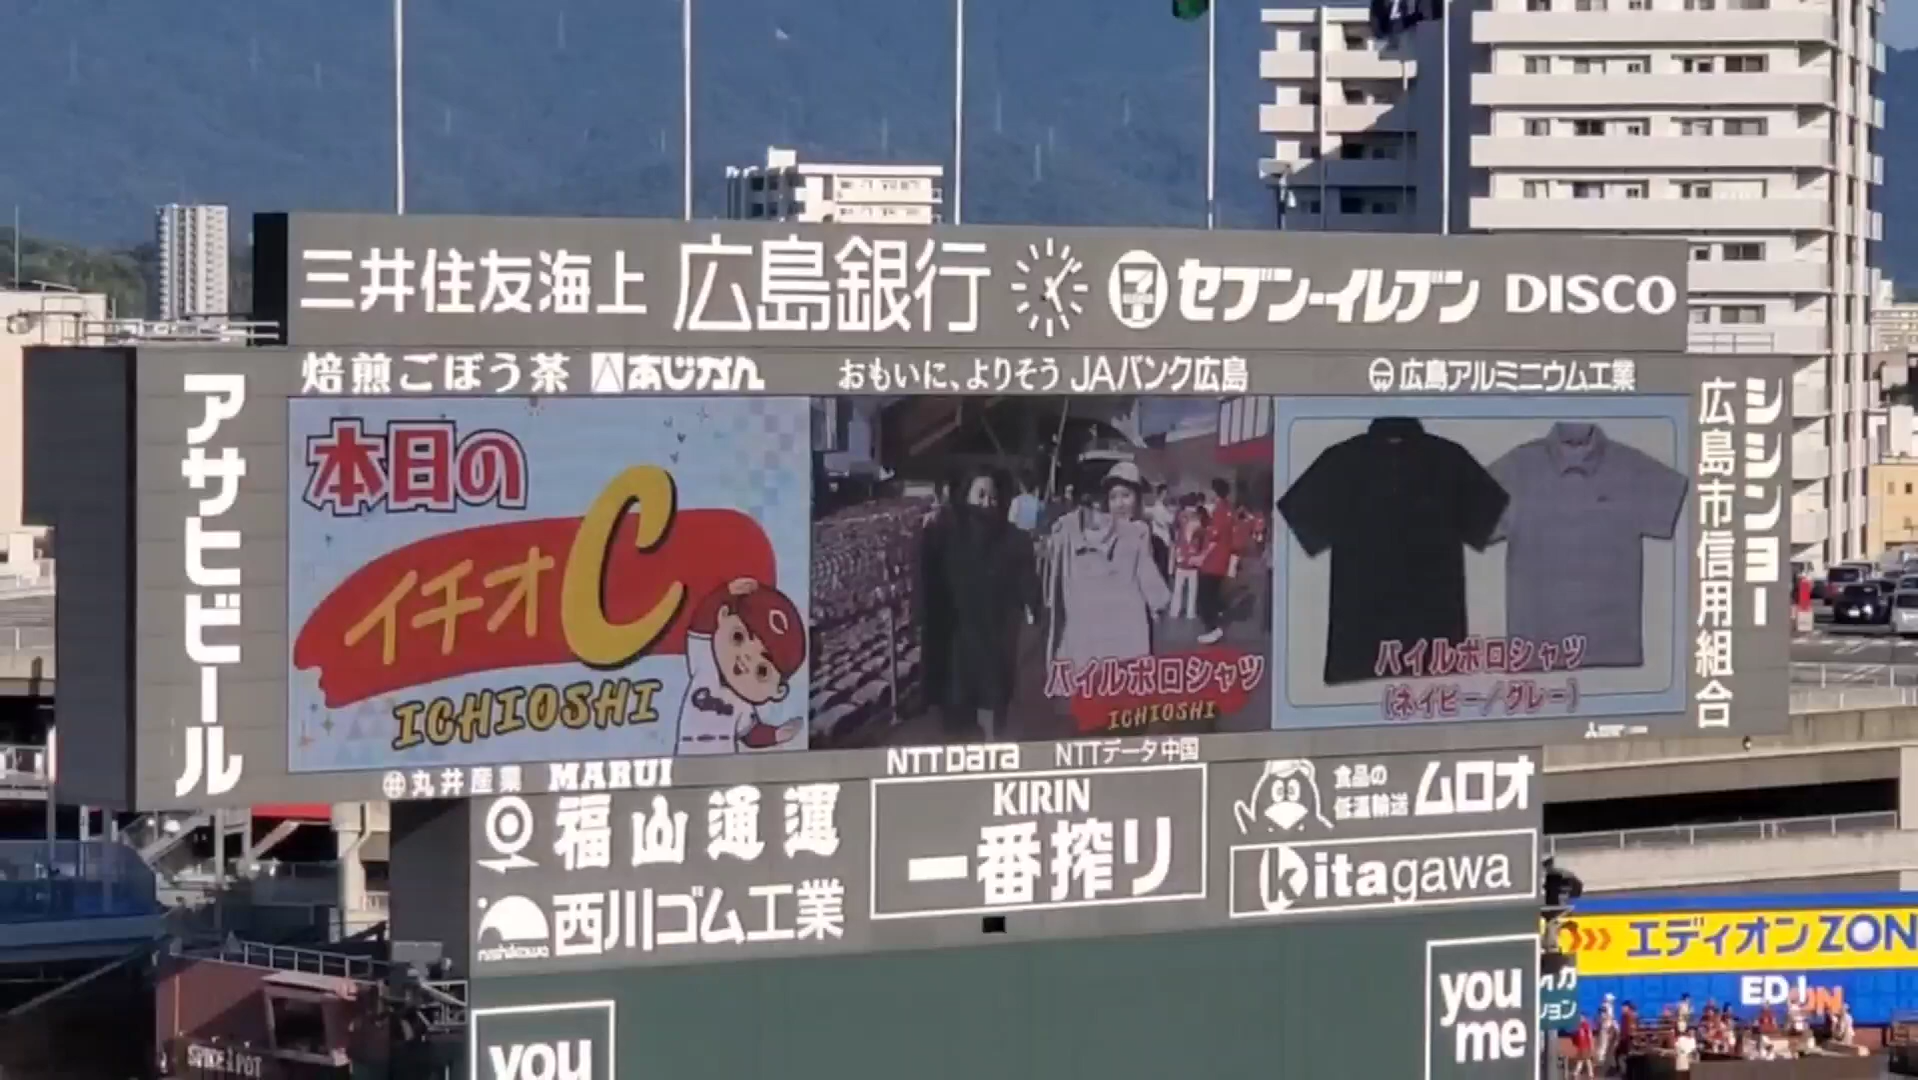 三井住友海上 広島銀行 セブン-イレブン DISCO
焙煎ごぼう茶 あじかん おもいに、よりそう JAバンク広島 広島アルミニウム工業
アサヒビール
シシンヨー
広島市信用組合
本日の
イチオC
ICHIOSHI
パイルポロシャツ
ICHIOSHI
パイルポロシャツ
(ネイビー/グレー)
丸井産業 MARUI NTT DATA NTTデータ中国
福山通運
KIRIN
一番搾り
食品の
低温輸送 ムロオ
西川ゴム工業
nishikawa
kitagawa
エディオンZON
EDI
ON
you
me
you
SPIKE
POT